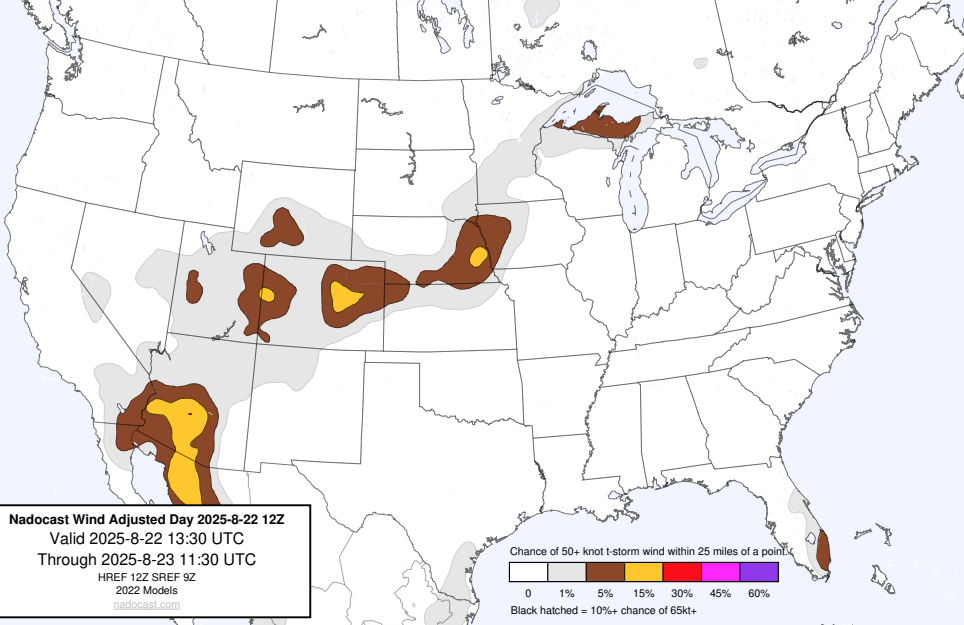 Nadocast Wind Adjusted Day 2025-8-22 12Z
Valid 2025-8-22 13:30 UTC
Through 2025-8-23 11:30 UTC
HREF 12Z SREF 9Z
2022 Models
nadocast.com
Chance of 50+ knot t-storm wind within 25 miles of a point.
0 1% 5% 15% 30% 45% 60%
Black hatched = 10%+ chance of 65kt+